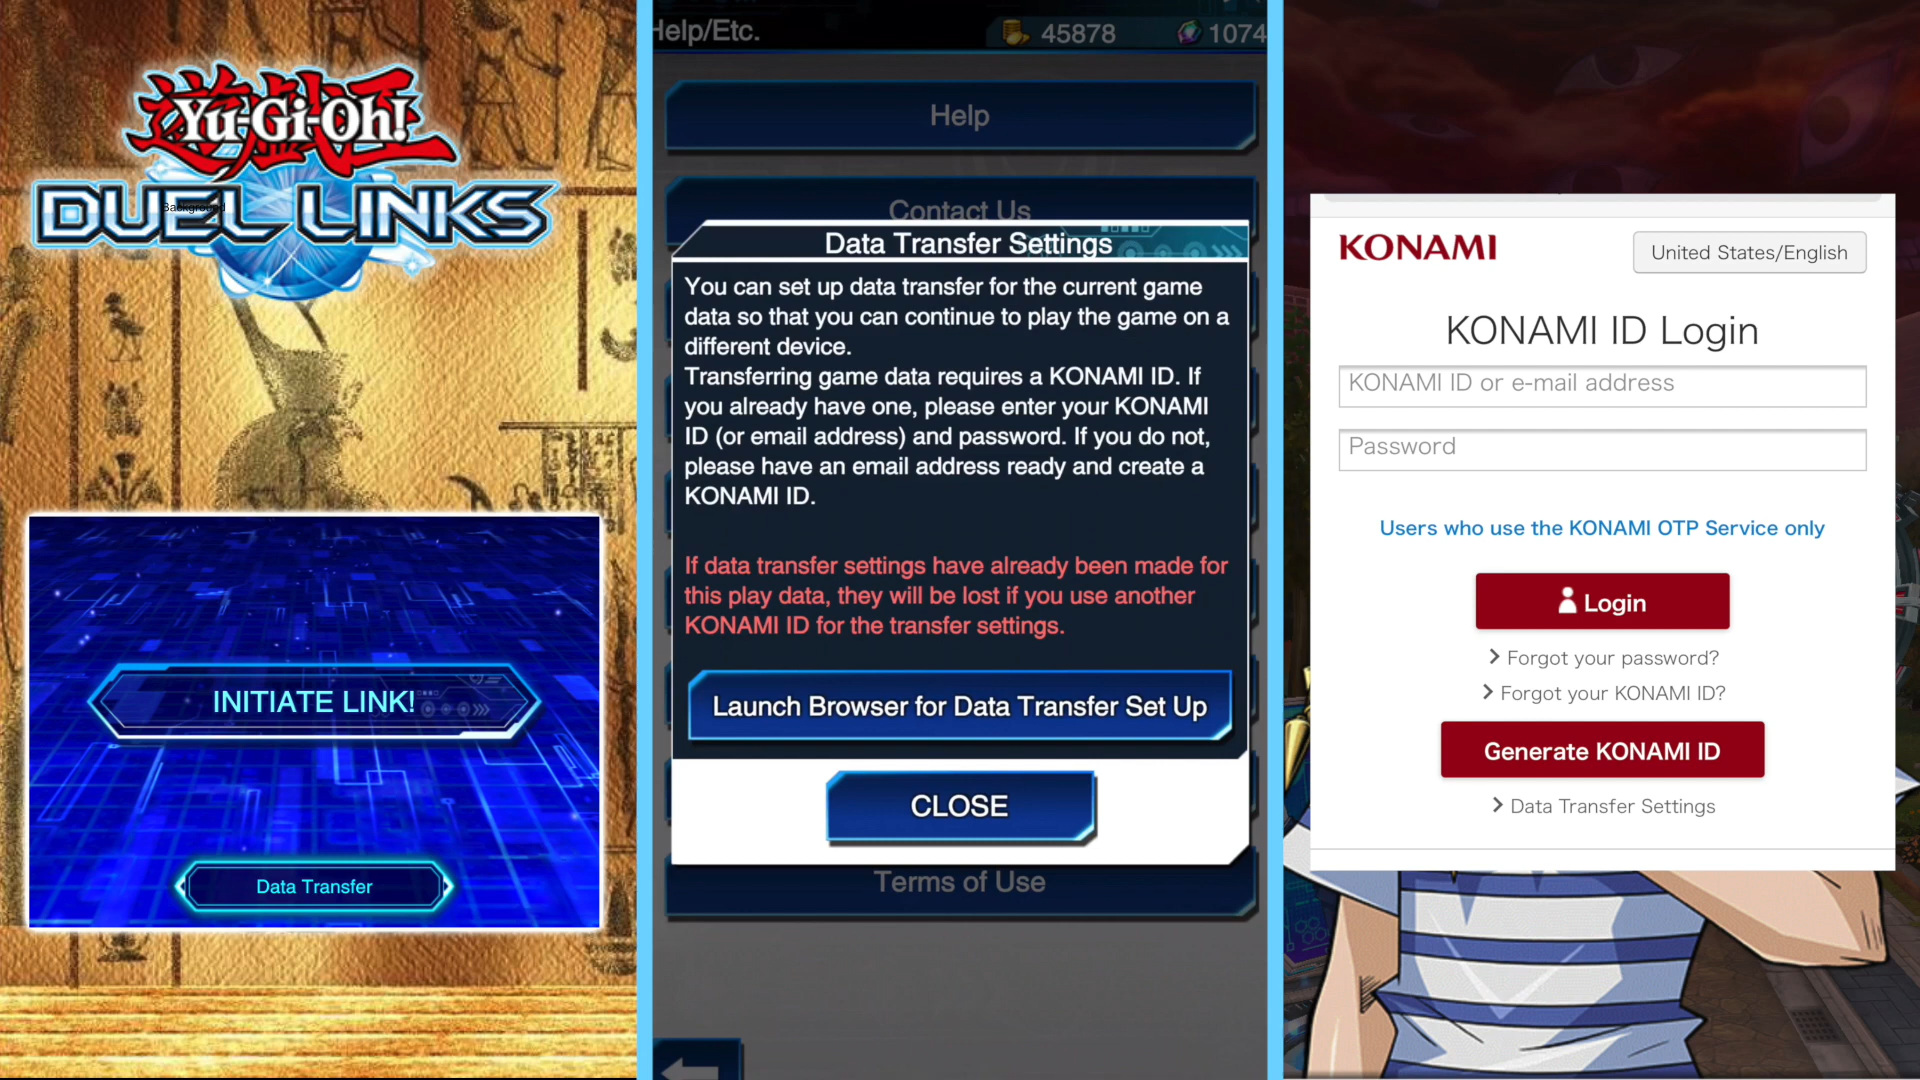 遊戯王
Yu-Gi-Oh!
DUEL LINKS
Background
INITIATE LINK!
Data Transfer
Help/Etc.
45878
1074
Help
Contact Us
Data Transfer Settings
You can set up data transfer for the current game
data so that you can continue to play the game on a
different device.
Transferring game data requires a KONAMI ID. If
you already have one, please enter your KONAMI
ID (or email address) and password. If you do not,
please have an email address ready and create a
KONAMI ID.
If data transfer settings have already been made for
this play data, they will be lost if you use another
KONAMI ID for the transfer settings.
Launch Browser for Data Transfer Set Up
CLOSE
Terms of Use
KONAMI
United States/English
KONAMI ID Login
KONAMI ID or e-mail address
Password
Users who use the KONAMI OTP Service only
Login
Forgot your password?
Forgot your KONAMI ID?
Generate KONAMI ID
Data Transfer Settings